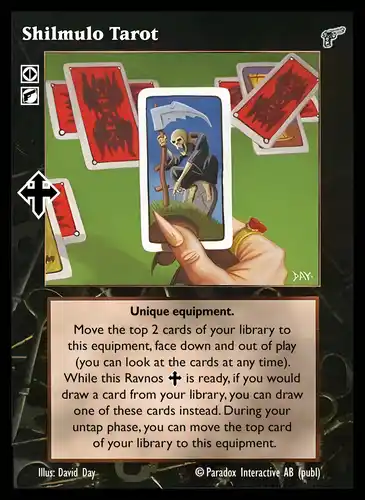 Shilmulo Tarot
DAY.
Unique equipment.
Move the top 2 cards of your library to
this equipment, face down and out of play
(you can look at the cards at any time).
While this Ravnos is ready, if you would
draw a card from your library, you can draw
one of these cards instead. During your
untap phase, you can move the top card
of your library to this equipment.
Illus: David Day
© Paradox Interactive AB (publ)